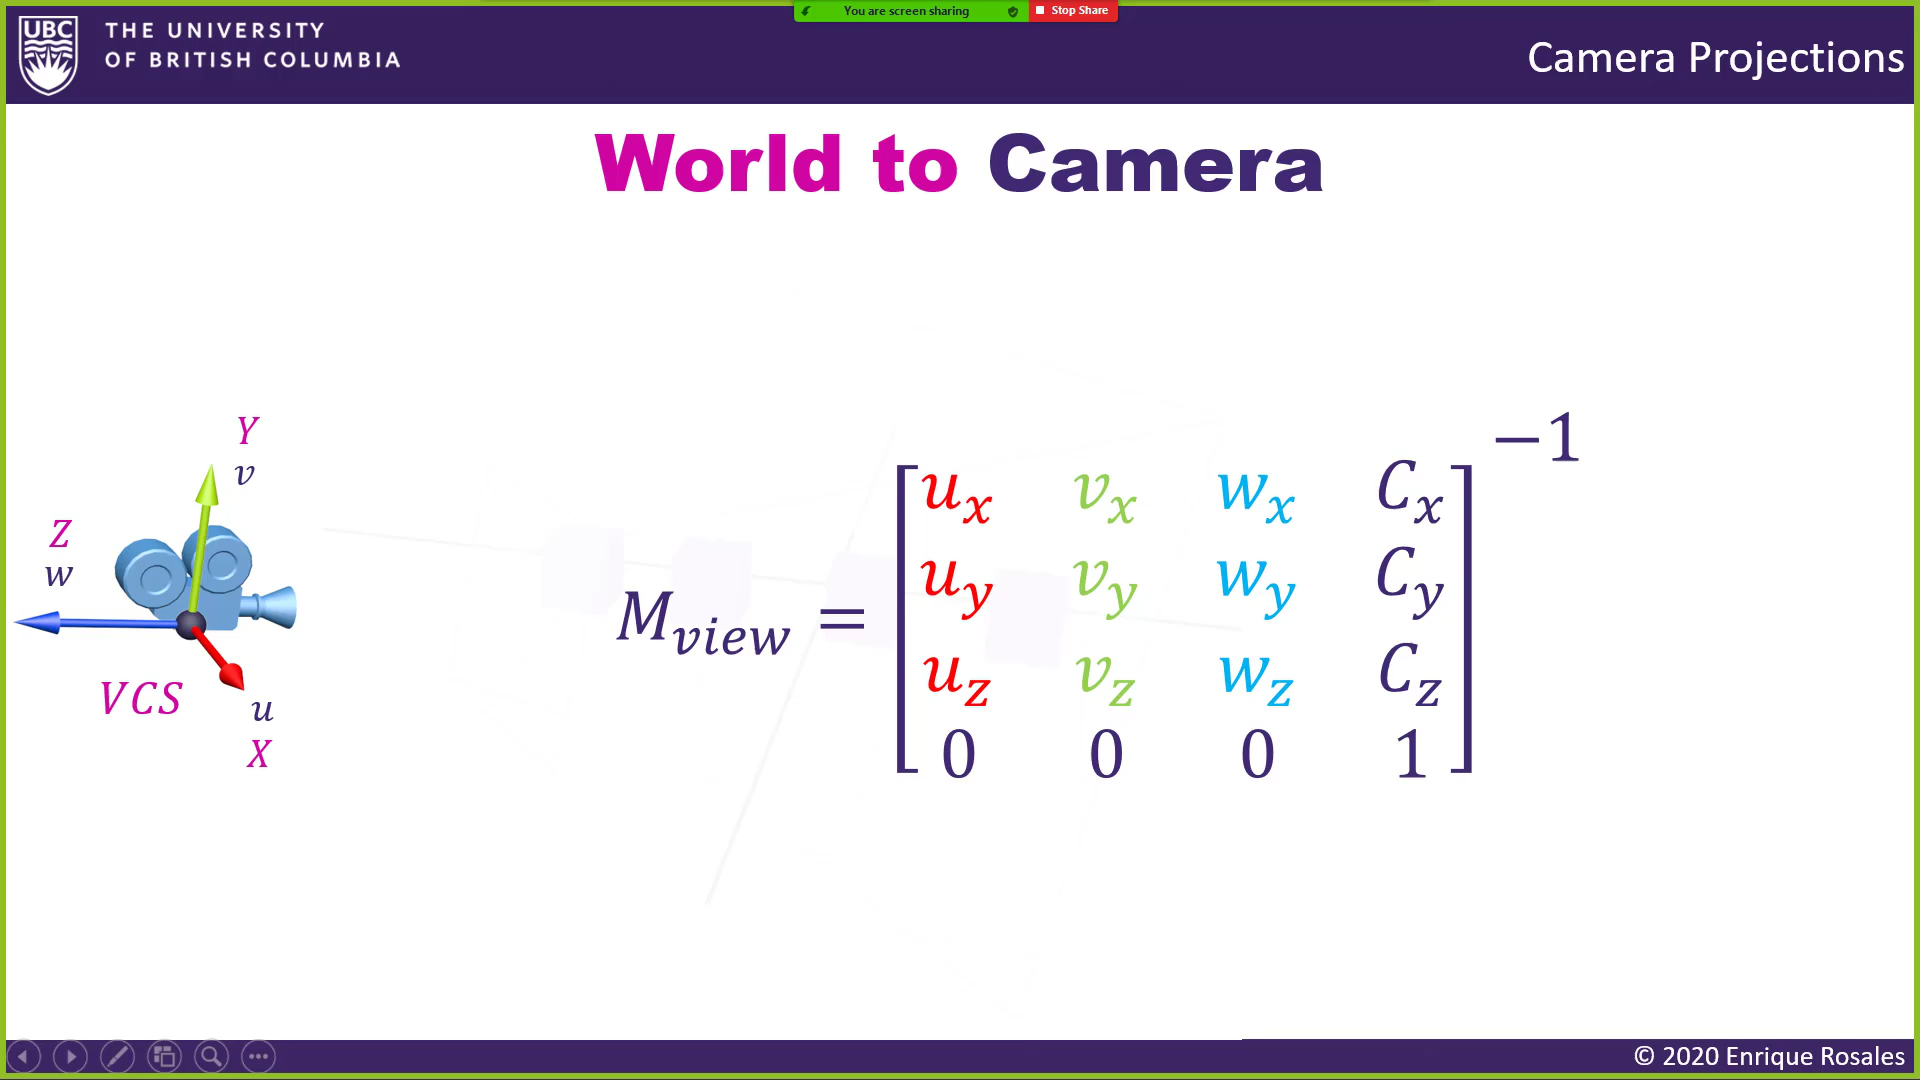 You are screen sharing Stop Share
UBC
THE UNIVERSITY
OF BRITISH COLUMBIA
Camera Projections
World to Camera
Y
v
Z
w
VCS
u
X
M_view =
[ u_x v_x w_x C_x ]
[ u_y v_y w_y C_y ]
[ u_z v_z w_z C_z ]
[ 0 0 0 1 ]
−1
© 2020 Enrique Rosales